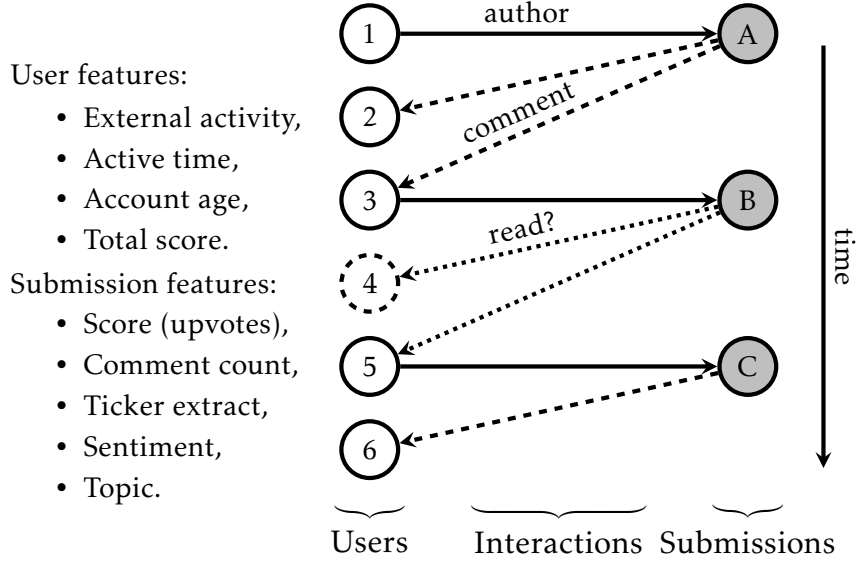 User features:
• External activity,
• Active time,
• Account age,
• Total score.
Submission features:
• Score (upvotes),
• Comment count,
• Ticker extract,
• Sentiment,
• Topic.
1
author
A
2
comment
3
B
read?
4
5
C
6
time
Users
Interactions
Submissions